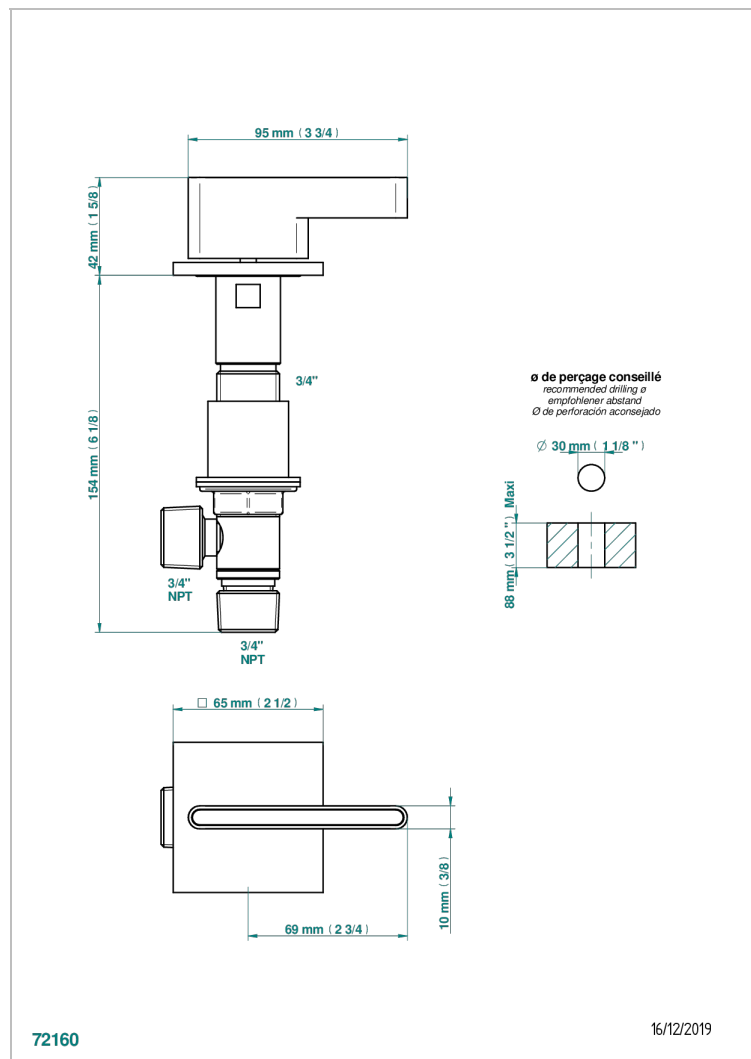 95 mm ( 3 3/4 )
42 mm ( 1 5/8 )
3/4"
154 mm ( 6 1/8 )
3/4"
NPT
3/4"
NPT
ø de perçage conseillé
recommended drilling ø
empfohlener abstand
Ø de perforación aconsejado
∅ 30 mm ( 1 1/8 " )
88 mm ( 3 1/2 " ) Maxi
□ 65 mm ( 2 1/2 )
10 mm ( 3/8 )
69 mm ( 2 3/4 )
72160
16/12/2019